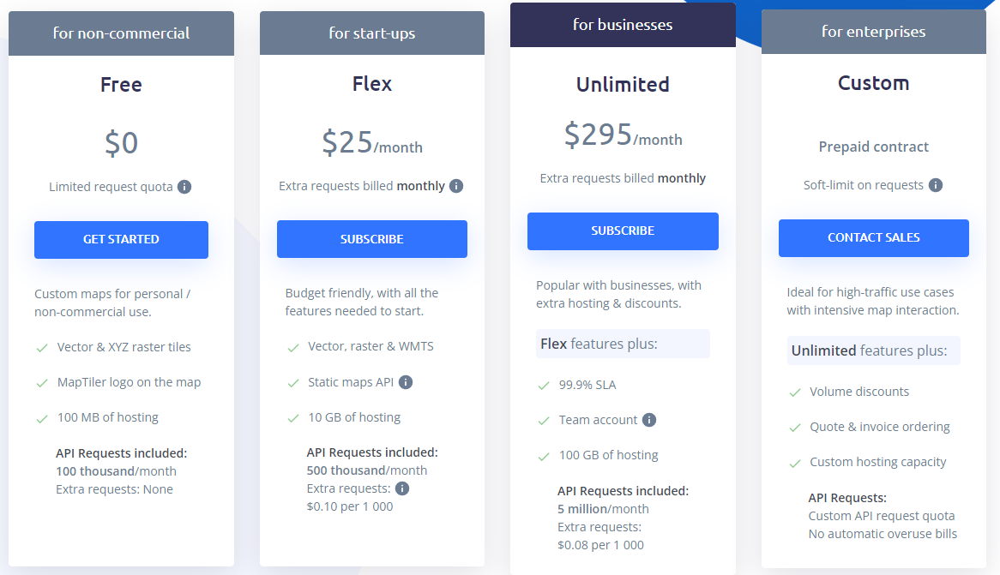 for non-commercial
Free
$0
Limited request quota
GET STARTED
Custom maps for personal /
non-commercial use.
Vector & XYZ raster tiles
MapTiler logo on the map
100 MB of hosting
API Requests included:
100 thousand/month
Extra requests: None
for start-ups
Flex
$25/month
Extra requests billed monthly
SUBSCRIBE
Budget friendly, with all the
features needed to start.
Vector, raster & WMTS
Static maps API
10 GB of hosting
API Requests included:
500 thousand/month
Extra requests:
$0.10 per 1 000
for businesses
Unlimited
$295/month
Extra requests billed monthly
SUBSCRIBE
Popular with businesses, with
extra hosting & discounts.
Flex features plus:
99.9% SLA
Team account
100 GB of hosting
API Requests included:
5 million/month
Extra requests:
$0.08 per 1 000
for enterprises
Custom
Prepaid contract
Soft-limit on requests
CONTACT SALES
Ideal for high-traffic use cases
with intensive map interaction.
Unlimited features plus:
Volume discounts
Quote & invoice ordering
Custom hosting capacity
API Requests:
Custom API request quota
No automatic overuse bills